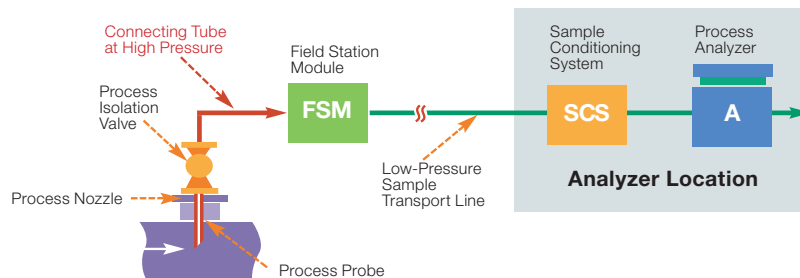 Connecting Tube
at High Pressure
Field Station
Module
Sample
Conditioning
System
Process
Analyzer
Process
Isolation
Valve
FSM
SCS
A
Low-Pressure
Sample
Transport Line
Analyzer Location
Process Nozzle
Process Probe